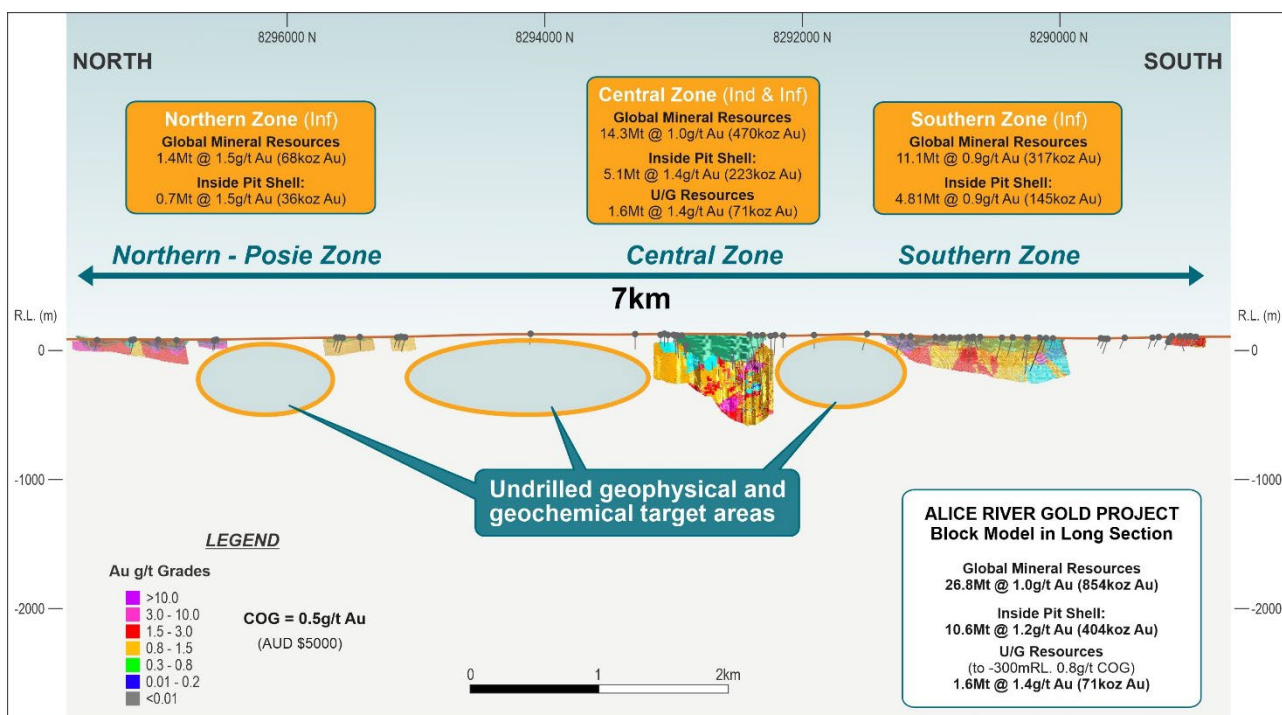 8296000 N
8294000 N
8292000 N
8290000 N
NORTH
SOUTH
Northern Zone (Inf)
Global Mineral Resources
1.4Mt @ 1.5g/t Au (68koz Au)
Inside Pit Shell:
0.7Mt @ 1.5g/t Au (36koz Au)
Central Zone (Ind & Inf)
Global Mineral Resources
14.3Mt @ 1.0g/t Au (470koz Au)
Inside Pit Shell:
5.1Mt @ 1.4g/t Au (223koz Au)
U/G Resources
1.6Mt @ 1.4g/t Au (71koz Au)
Southern Zone (Inf)
Global Mineral Resources
11.1Mt @ 0.9g/t Au (317koz Au)
Inside Pit Shell:
4.81Mt @ 0.9g/t Au (145koz Au)
Northern - Posie Zone
Central Zone
Southern Zone
7km
R.L. (m)
R.L. (m)
0
0
-1000
-1000
-2000
-2000
Undrilled geophysical and
geochemical target areas
LEGEND
Au g/t Grades
>10.0
3.0 - 10.0
1.5 - 3.0
0.8 - 1.5
0.3 - 0.8
0.01 - 0.2
<0.01
COG = 0.5g/t Au
(AUD $5000)
0
1
2km
ALICE RIVER GOLD PROJECT
Block Model in Long Section
Global Mineral Resources
26.8Mt @ 1.0g/t Au (854koz Au)
Inside Pit Shell:
10.6Mt @ 1.2g/t Au (404koz Au)
U/G Resources
(to -300mRL. 0.8g/t COG)
1.6Mt @ 1.4g/t Au (71koz Au)